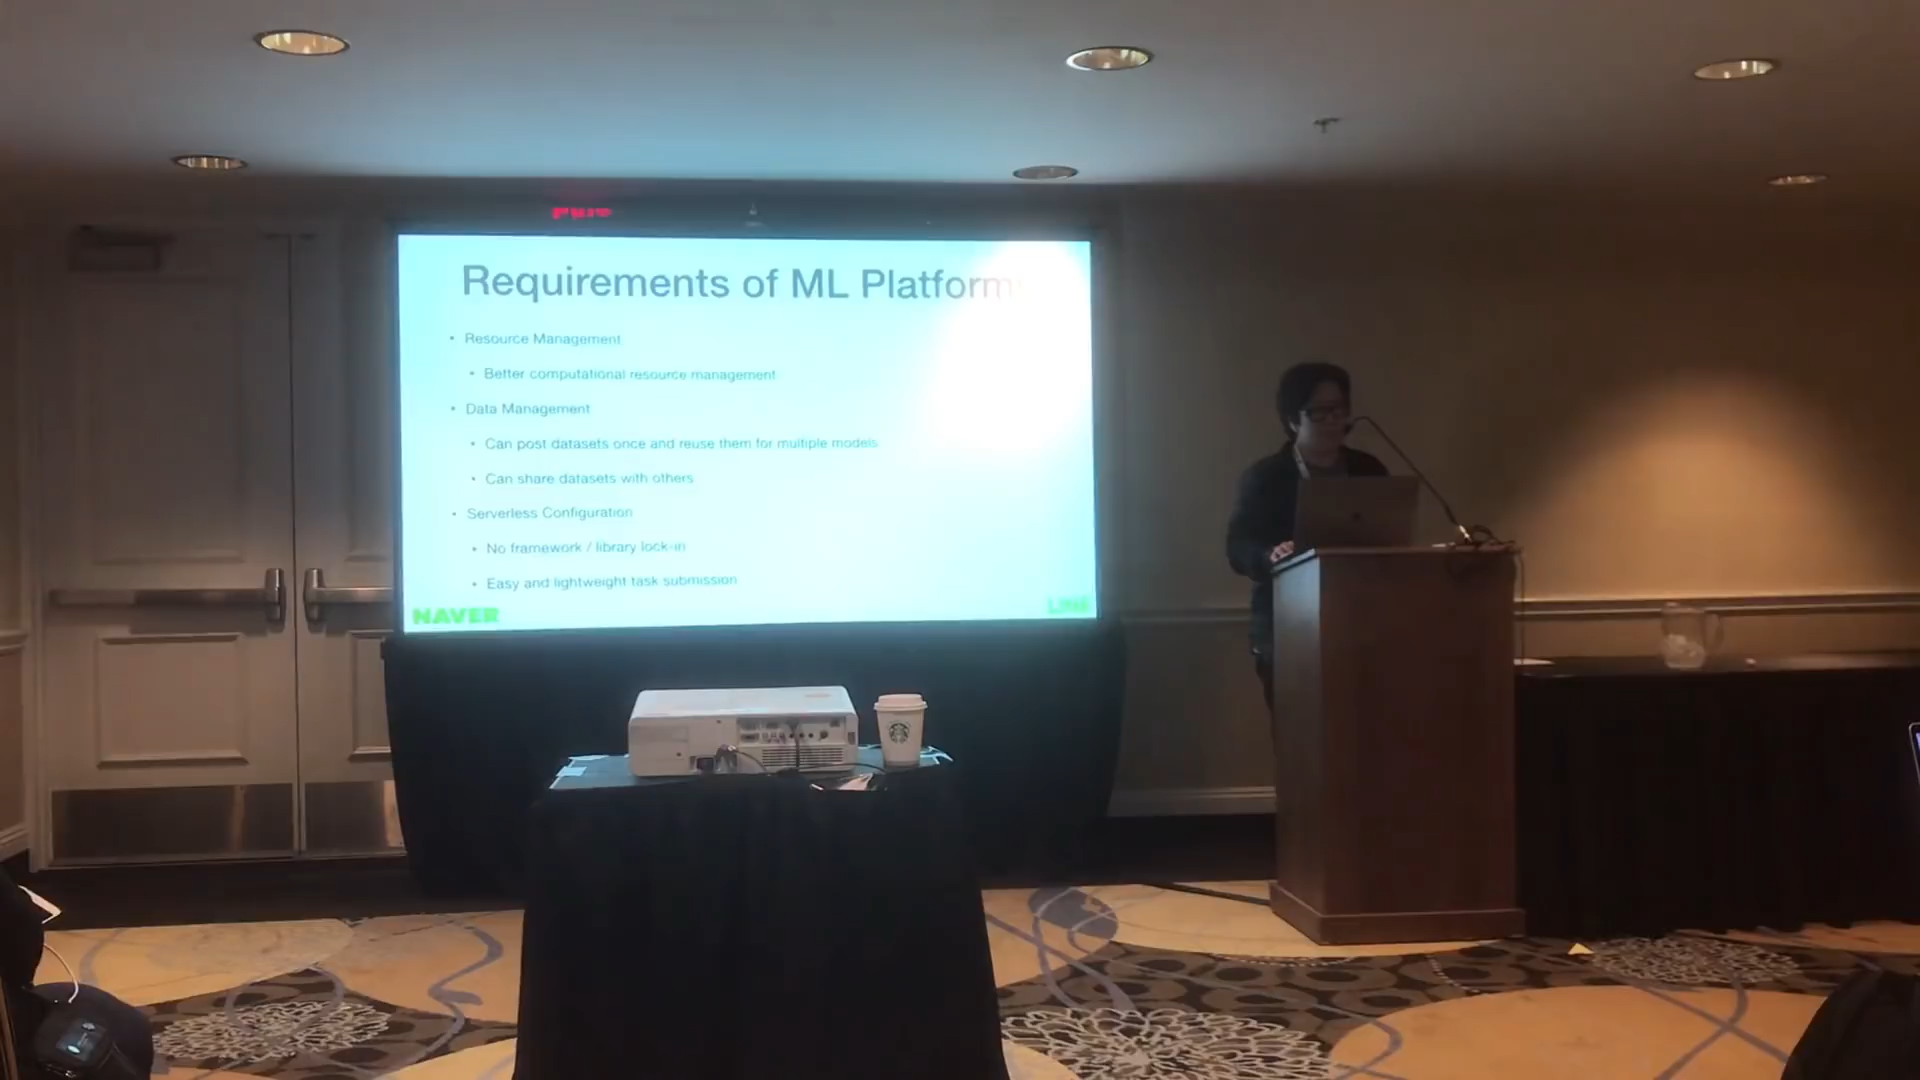 Requirements of ML Platform
• Resource Management
• Better computational resource management
• Data Management
• Can post datasets once and reuse them for multiple models
• Can share datasets with others
• Serverless Configuration
• No framework / library lock-in
• Easy and lightweight task submission
NAVER
LINE